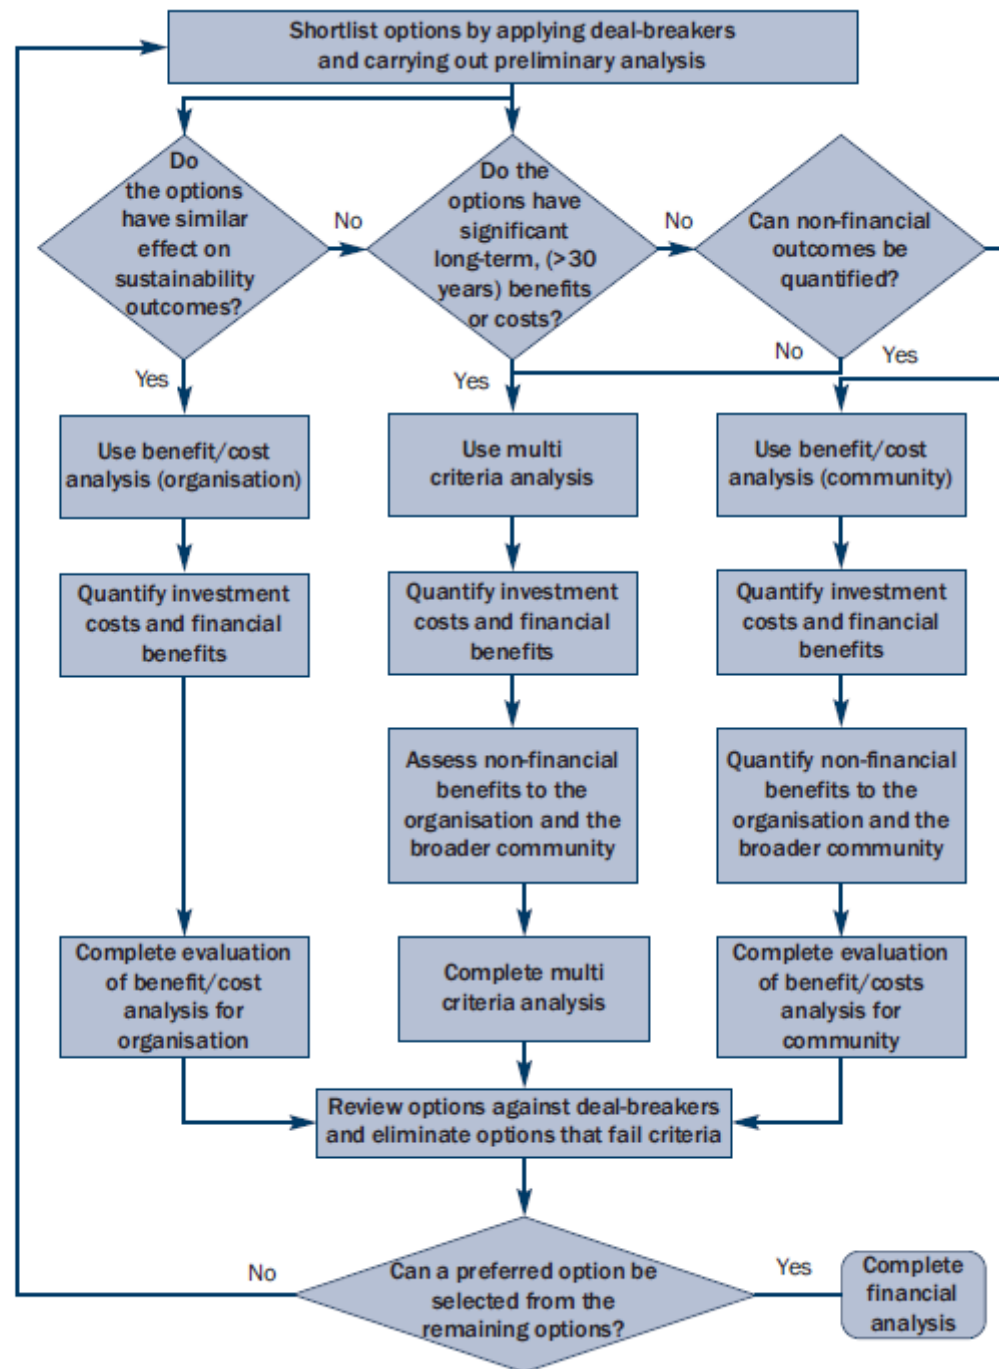 Shortlist options by applying deal-breakers
and carrying out preliminary analysis
Do
the options
have similar
effect on
sustainability
outcomes?
No
Do the
options have
significant
long-term, (>30
years) benefits
or costs?
No
Can non-financial
outcomes be
quantified?
Yes
Yes
No
Yes
Use benefit/cost
analysis (organisation)
Use multi
criteria analysis
Use benefit/cost
analysis (community)
Quantify investment
costs and financial
benefits
Quantify investment
costs and financial
benefits
Quantify investment
costs and financial
benefits
Assess non-financial
benefits to the
organisation and the
broader community
Quantify non-financial
benefits to the
organisation and the
broader community
Complete evaluation
of benefit/cost
analysis for
organisation
Complete multi
criteria analysis
Complete evaluation
of benefit/costs
analysis for
community
Review options against deal-breakers
and eliminate options that fail criteria
No
Can a preferred option be
selected from the
remaining options?
Yes
Complete
financial
analysis